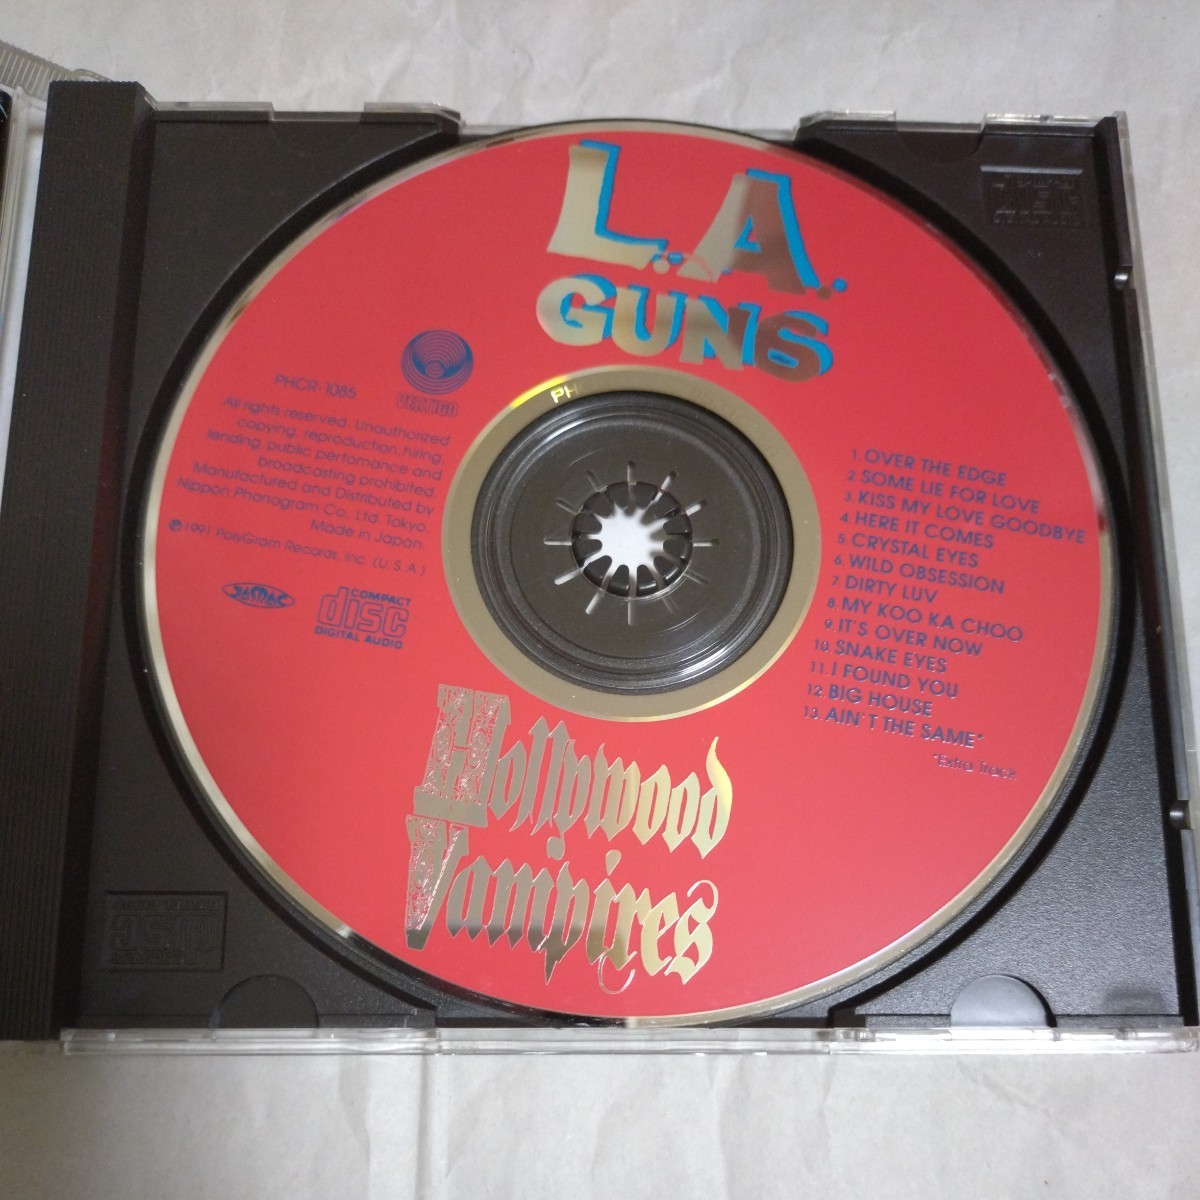 L.A.
GUNS
VERTIGO
PHCR-1085
All rights reserved. Unauthorized
copying, reproduction, hiring,
lending, public perfomance and
broadcasting prohibited.
Manufactured and Distributed by
Nippon Phonogram Co., Ltd. Tokyo.
Made in Japan.
℗1991 PolyGram Records, Inc. (U.S.A.)
JASRAC
COMPACT
disc
DIGITAL AUDIO
1. OVER THE EDGE
2. SOME LIE FOR LOVE
3. KISS MY LOVE GOODBYE
4. HERE IT COMES
5. CRYSTAL EYES
6. WILD OBSESSION
7. DIRTY LUV
8. MY KOO KA CHOO
9. IT'S OVER NOW
10. SNAKE EYES
11. I FOUND YOU
12. BIG HOUSE
13. AIN'T THE SAME*
*Extra Track
Hollywood
Vampires